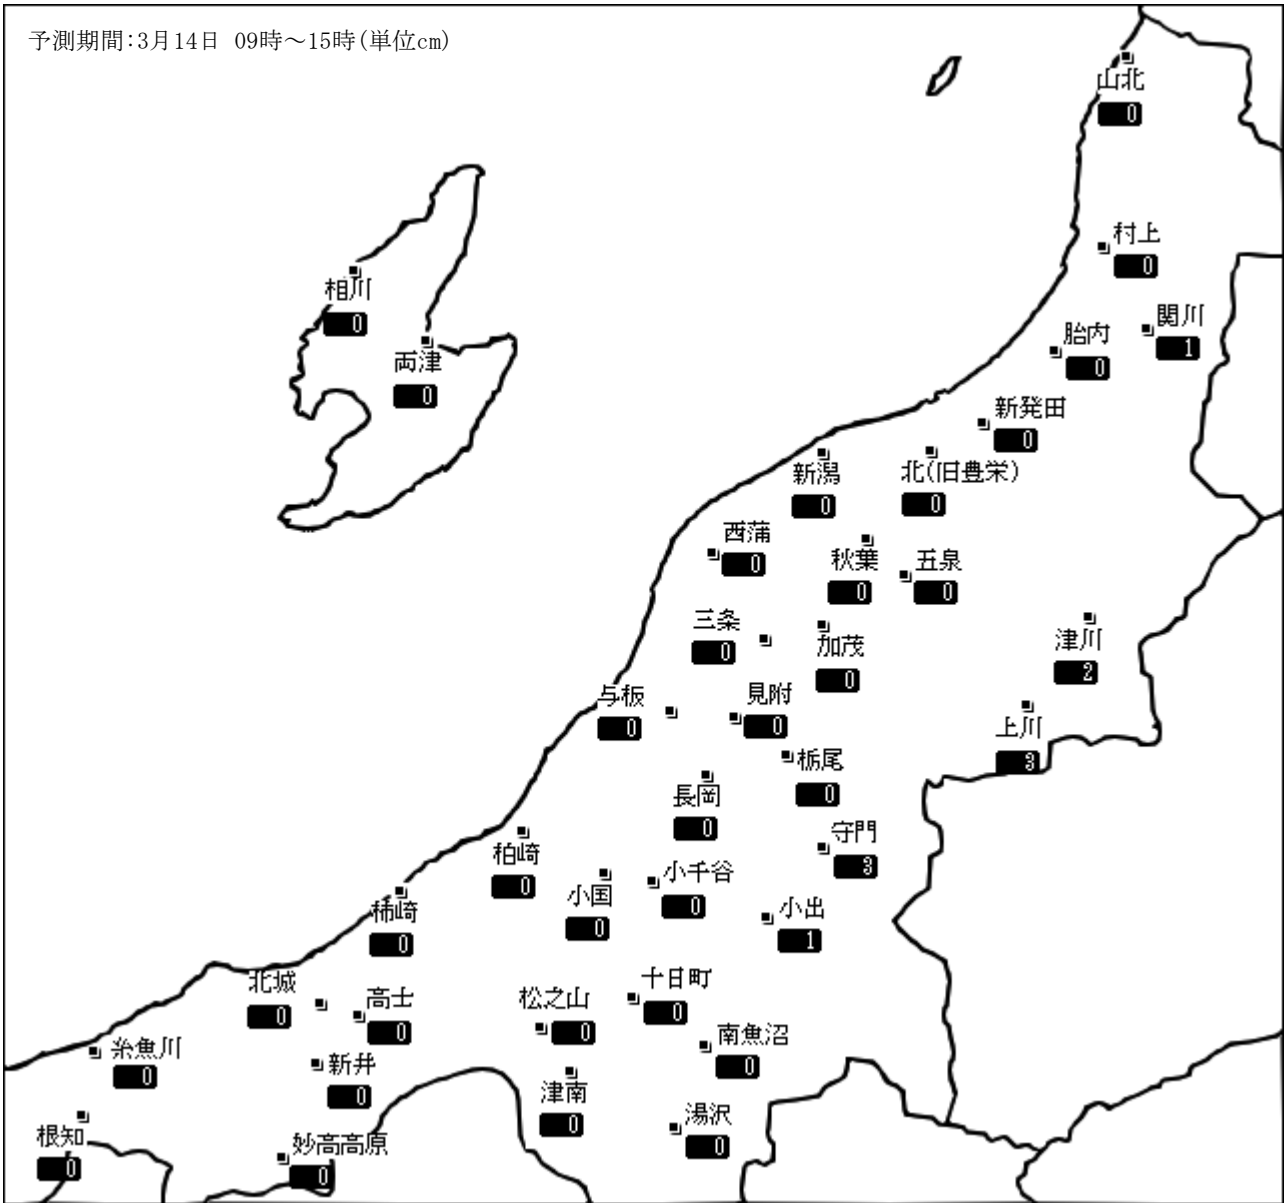 予測期間:3月14日 09時～15時(単位cm)
山北
0
村上
0
相川
0
関川
1
胎内
0
両津
0
新発田
0
新潟
0
北(旧豊栄)
0
西蒲
0
秋葉
0
五泉
0
三条
0
加茂
0
津川
2
与板
0
見附
0
上川
3
栃尾
0
長岡
0
守門
3
柏崎
0
小千谷
0
小国
0
柿崎
0
小出
1
北城
0
高士
0
松之山
0
十日町
0
南魚沼
0
糸魚川
0
新井
0
津南
0
湯沢
0
根知
0
妙高高原
0